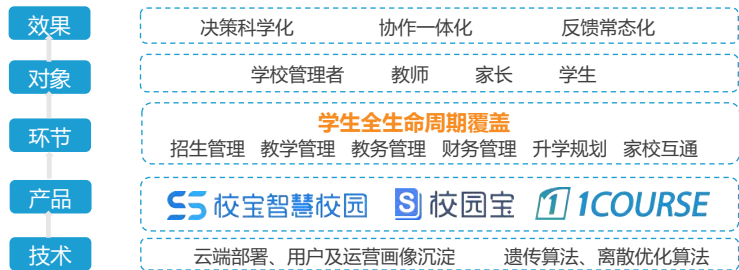 效果 决策科学化 协作一体化 反馈常态化
对象 学校管理者 教师 家长 学生
学生全生命周期覆盖
环节 招生管理 教学管理 教务管理 财务管理 升学规划 家校互通
产品 校宝智慧校园 S 校园宝 1 1COURSE
技术 云端部署、用户及运营画像沉淀 遗传算法、离散优化算法